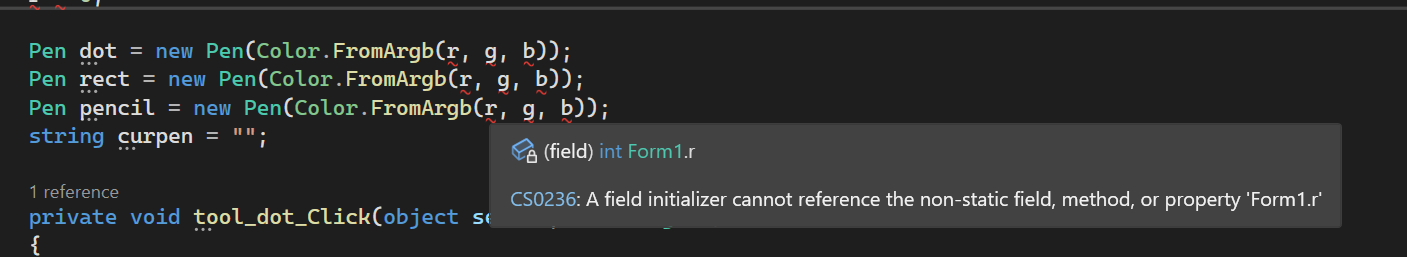 Pen dot = new Pen(Color.FromArgb(r, g, b));
Pen rect = new Pen(Color.FromArgb(r, g, b));
Pen pencil = new Pen(Color.FromArgb(r, g, b));
string curpen = "";
(field) int Form1.r
CS0236: A field initializer cannot reference the non-static field, method, or property 'Form1.r'
1 reference
private void tool_dot_Click(object se
{